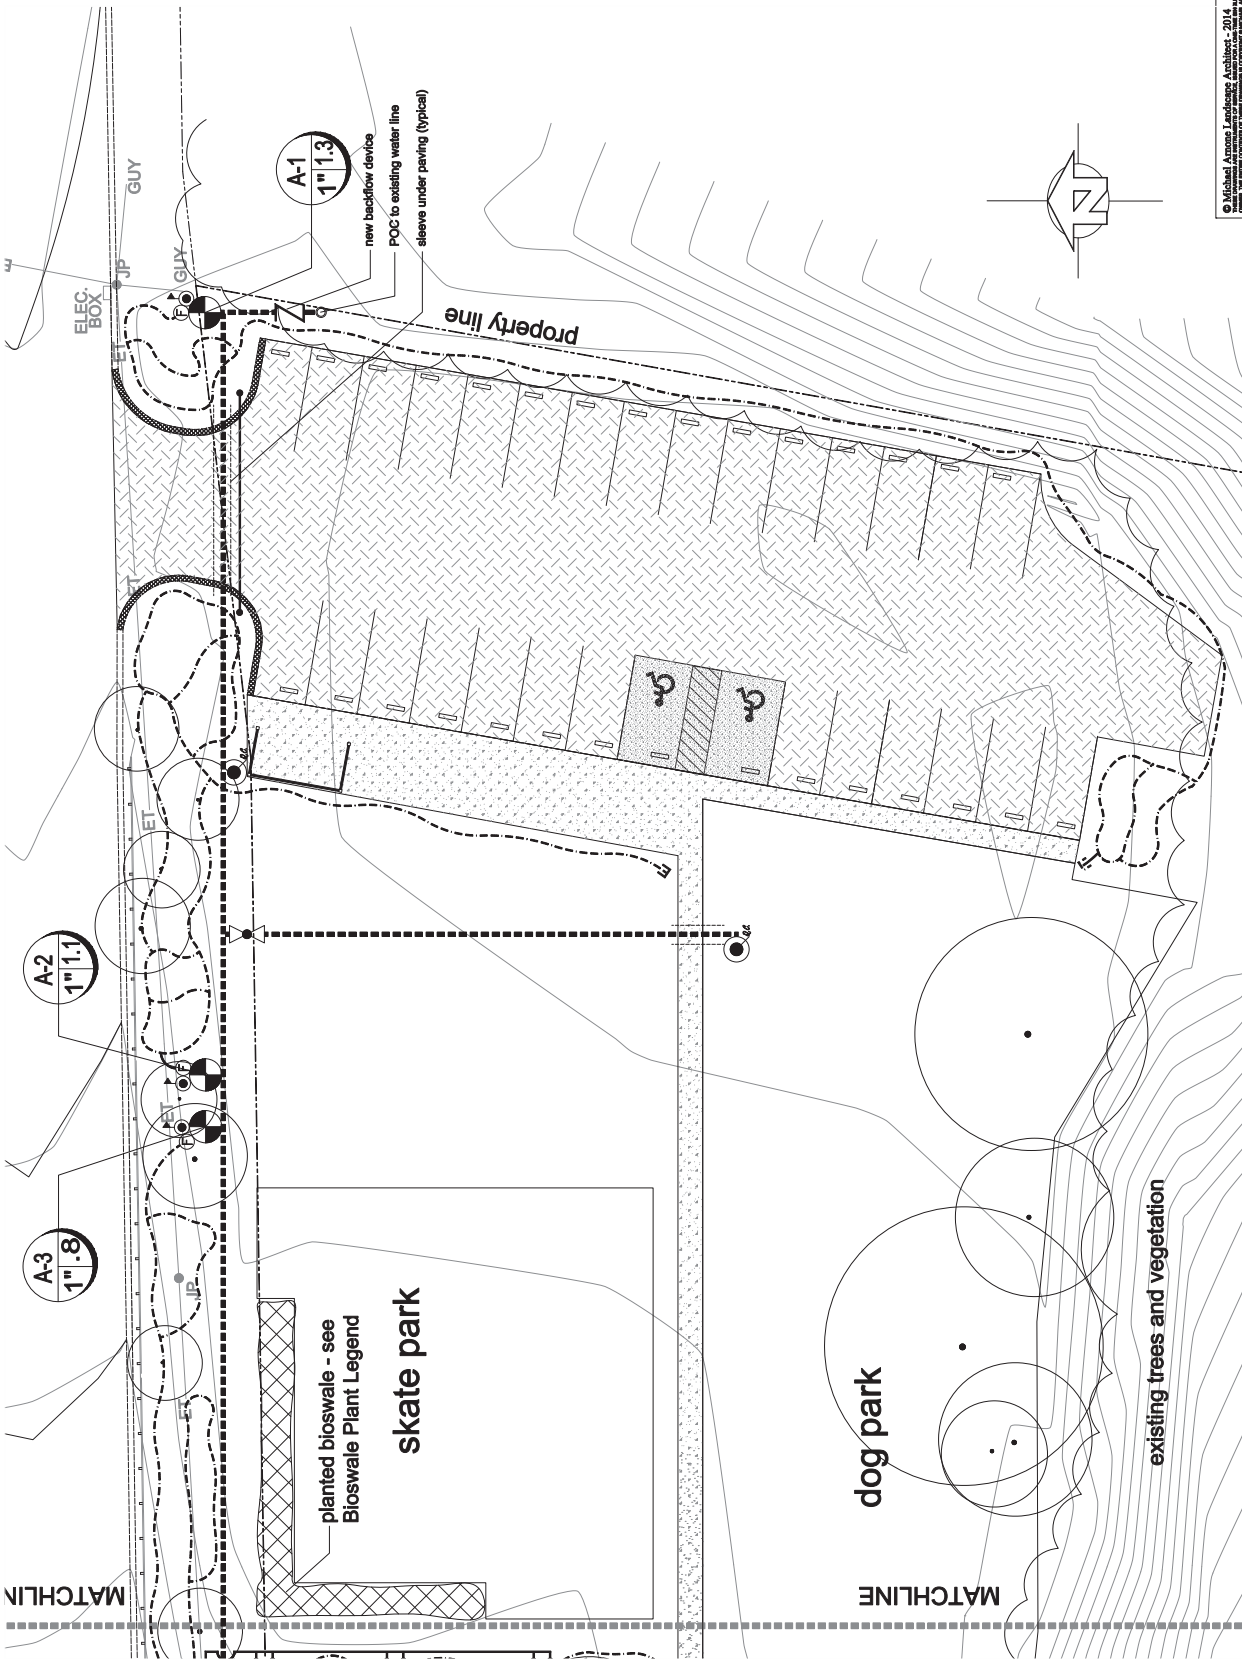 © Michael Arnone Landscape Architect - 2014
A-1
1" 1.3
new backflow device
POC to existing water line
sleeve under paving (typical)
GUY
GUY
JP
ELEC.
BOX
E
F
ET
ET
ET
ET
ET
property line
N
A-2
1" 1.1
F
A-3
1" .8
F
JP
E
planted bioswale - see
Bioswale Plant Legend
skate park
dog park
existing trees and vegetation
MATCHLINE
MATCHLINE